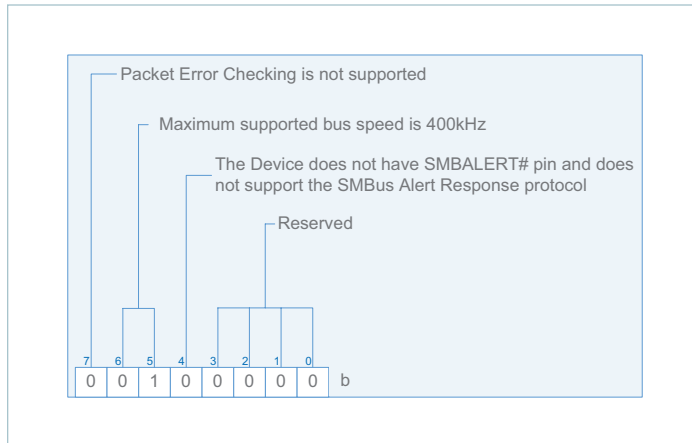 Packet Error Checking is not supported
Maximum supported bus speed is 400kHz
The Device does not have SMBALERT# pin and does
not support the SMBus Alert Response protocol
Reserved
7 6 5 4 3 2 1 0
0 0 1 0 0 0 0 0 b